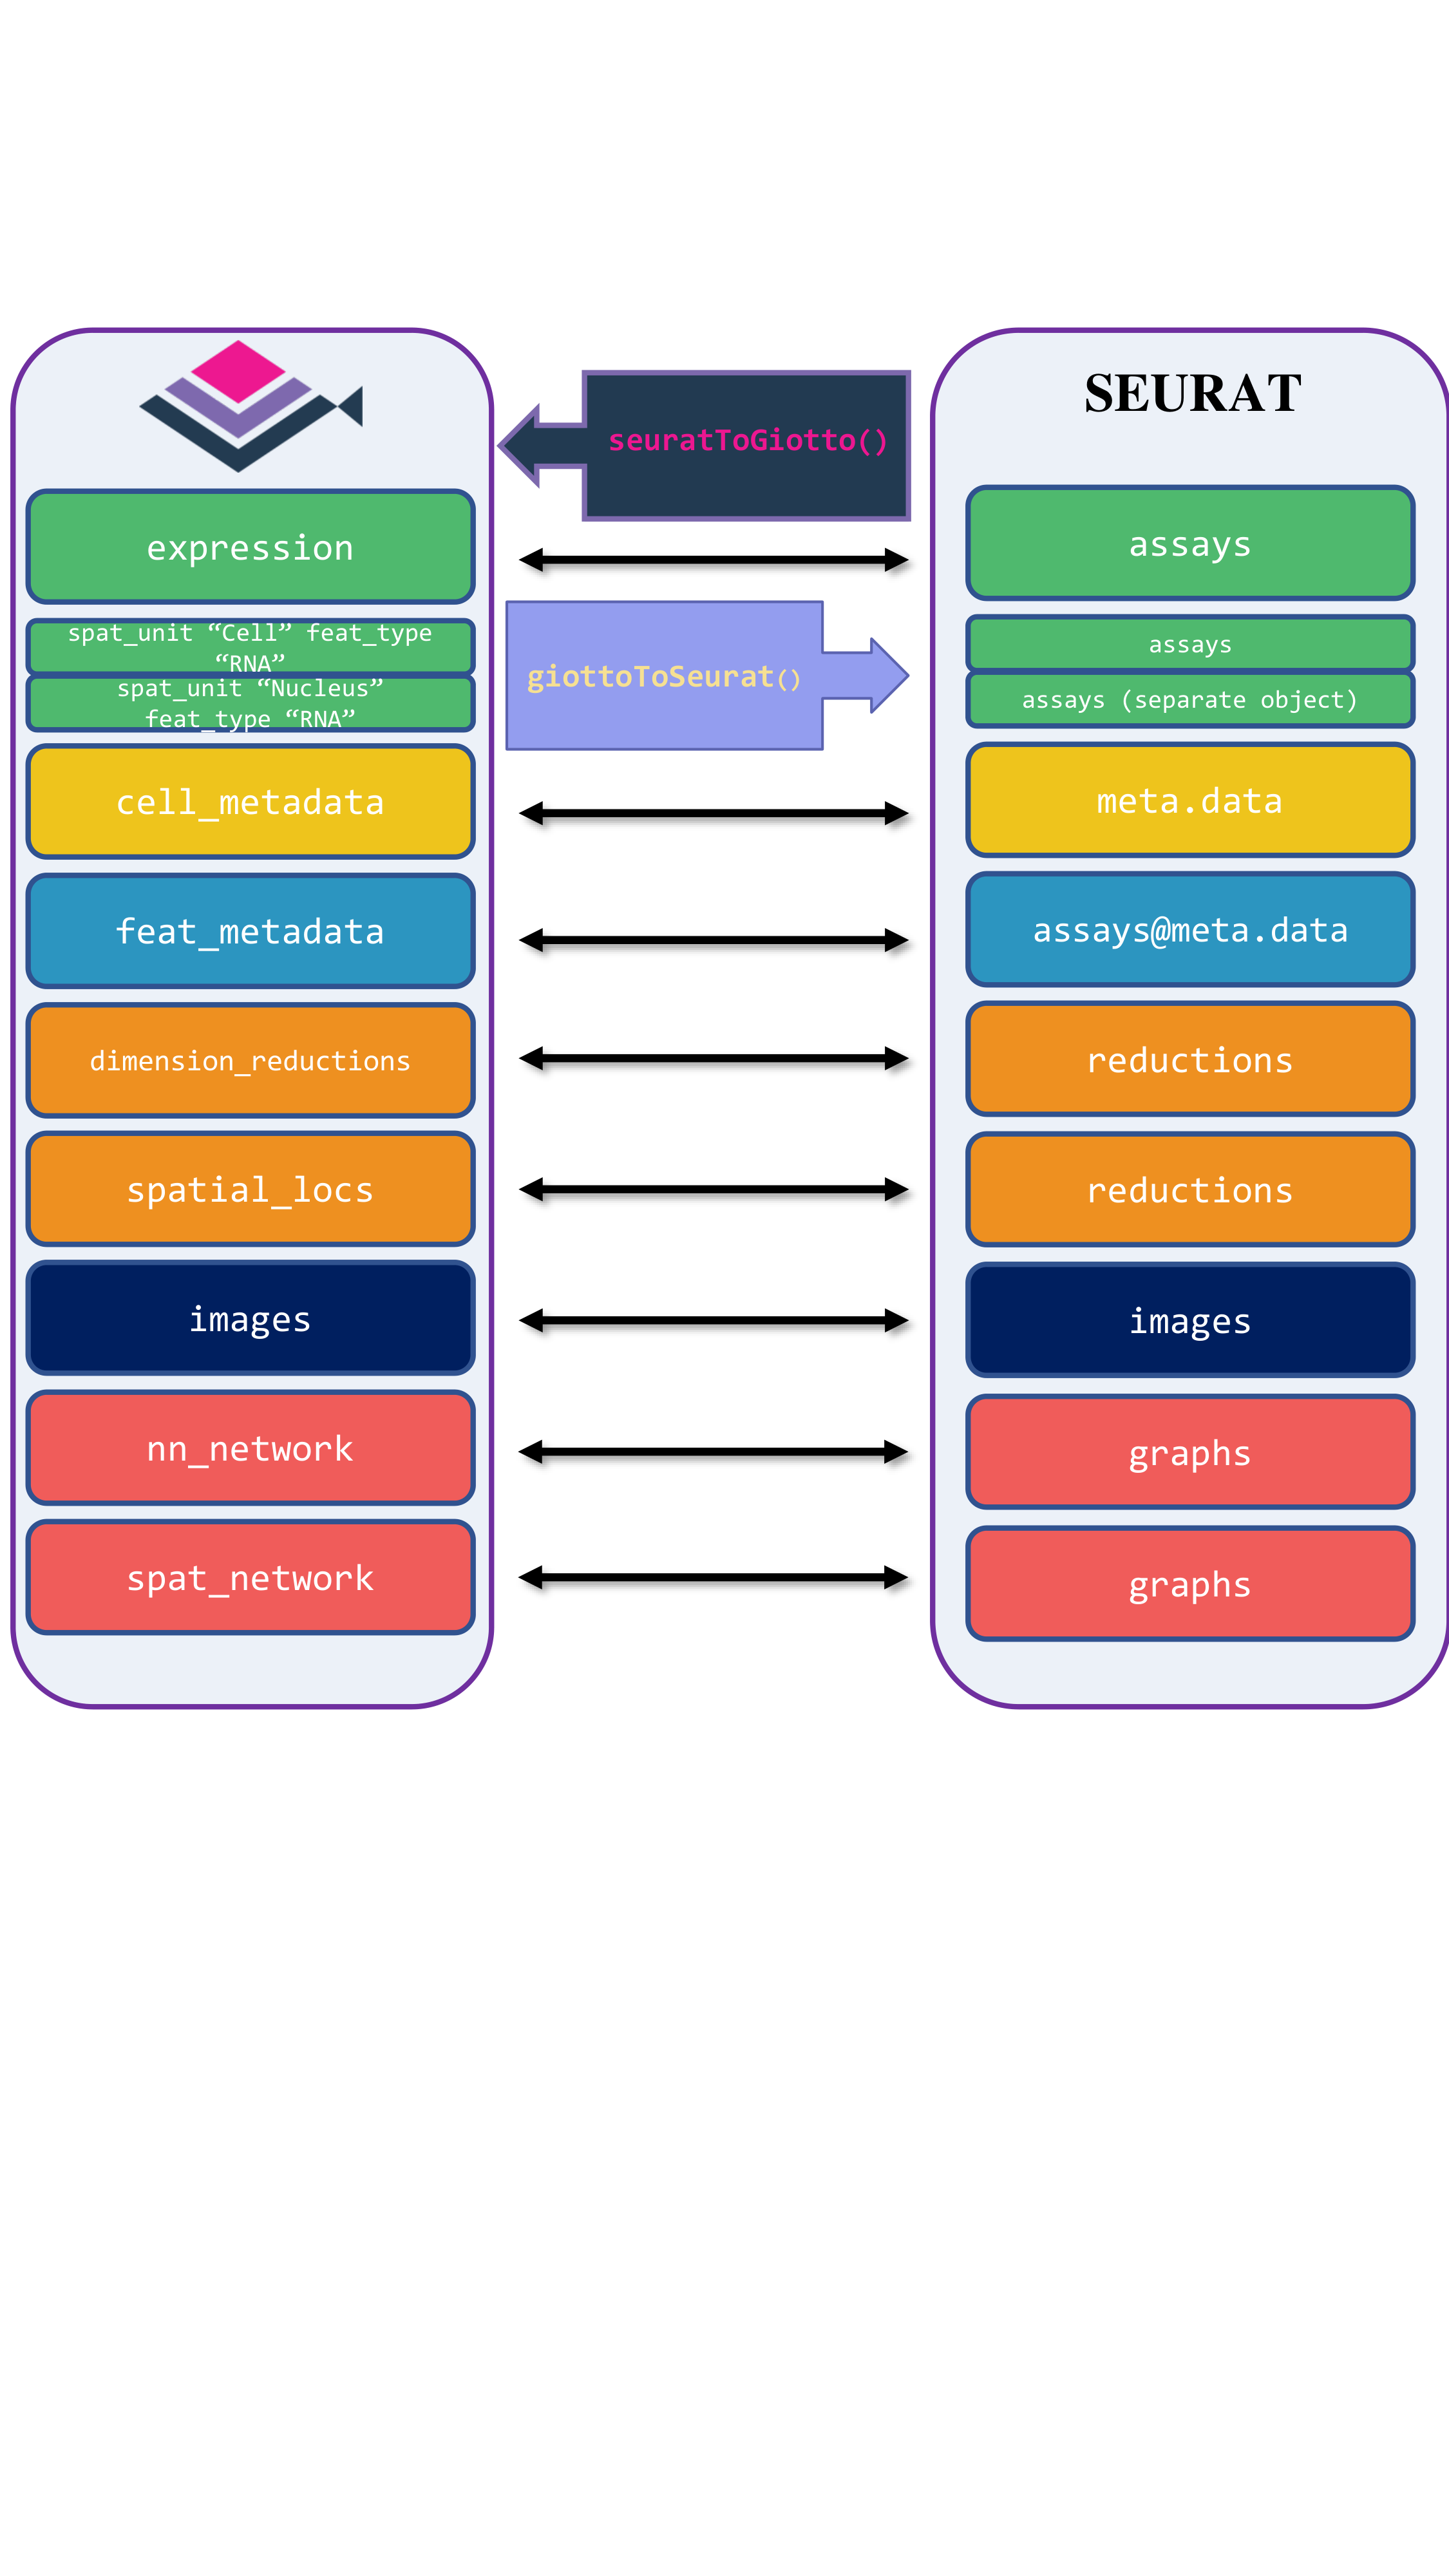 SEURAT
seuratToGiotto()
expression
assays
spat_unit “Cell” feat_type
“RNA”
assays
giottoToSeurat()
spat_unit “Nucleus”
feat_type “RNA”
assays (separate object)
cell_metadata
meta.data
feat_metadata
assays@meta.data
dimension_reductions
reductions
spatial_locs
reductions
images
images
nn_network
graphs
spat_network
graphs